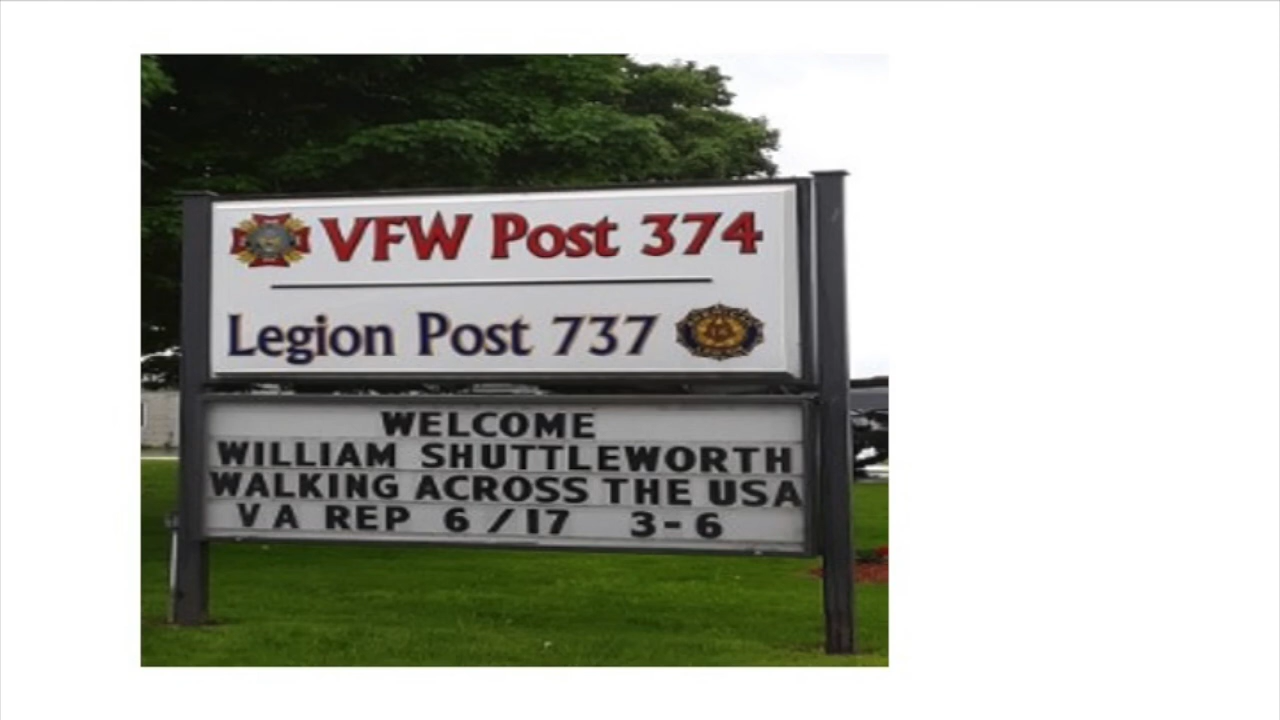 VFW Post 374
Legion Post 737
WELCOME
WILLIAM SHUTTLEWORTH
WALKING ACROSS THE USA
VA REP 6/17 3-6